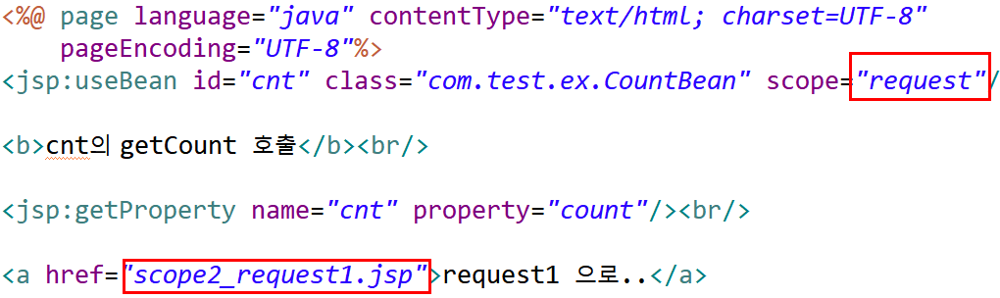 <%@ page language="java" contentType="text/html; charset=UTF-8"
pageEncoding="UTF-8"%>
<jsp:useBean id="cnt" class="com.test.ex.CountBean" scope="request"/
<b>cnt의 getCount 호출</b><br/>
<jsp:getProperty name="cnt" property="count"/><br/>
<a href="scope2_request1.jsp">request1 으로..</a>